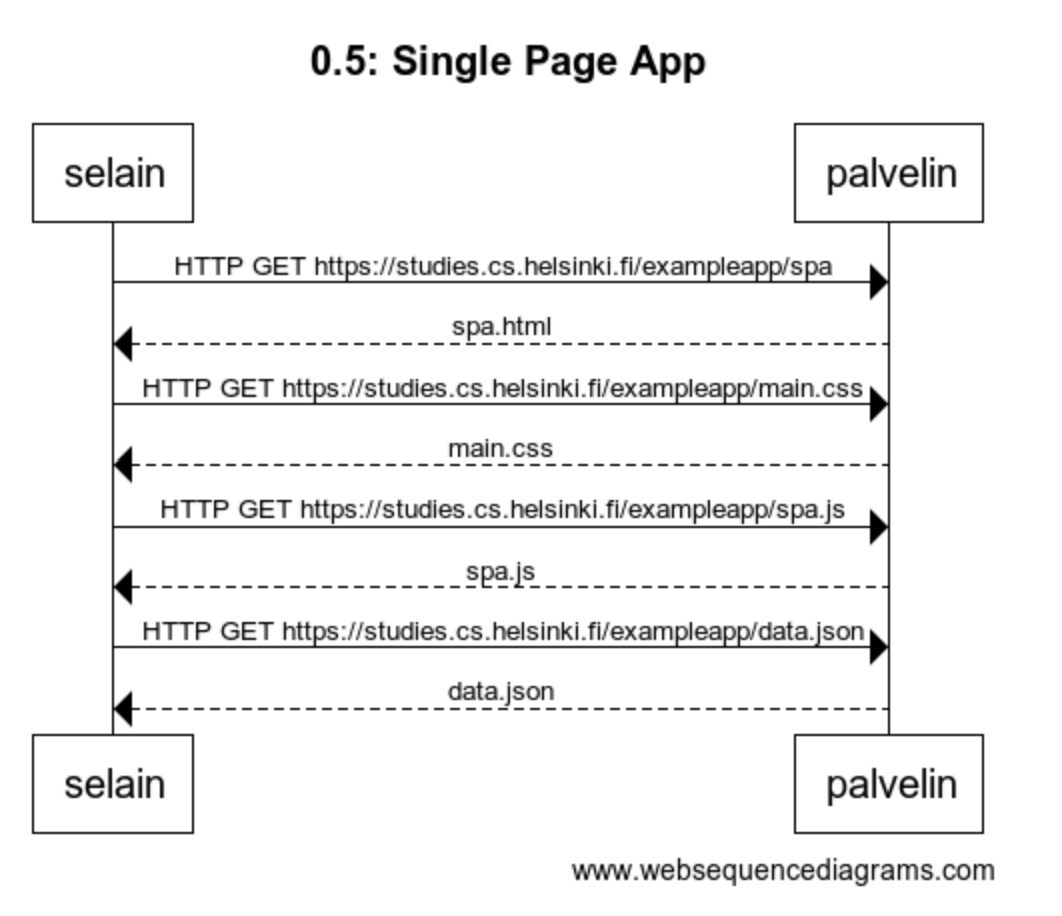 0.5: Single Page App
selain
palvelin
HTTP GET https://studies.cs.helsinki.fi/exampleapp/spa
spa.html
HTTP GET https://studies.cs.helsinki.fi/exampleapp/main.css
main.css
HTTP GET https://studies.cs.helsinki.fi/exampleapp/spa.js
spa.js
HTTP GET https://studies.cs.helsinki.fi/exampleapp/data.json
data.json
selain
palvelin
www.websequencediagrams.com